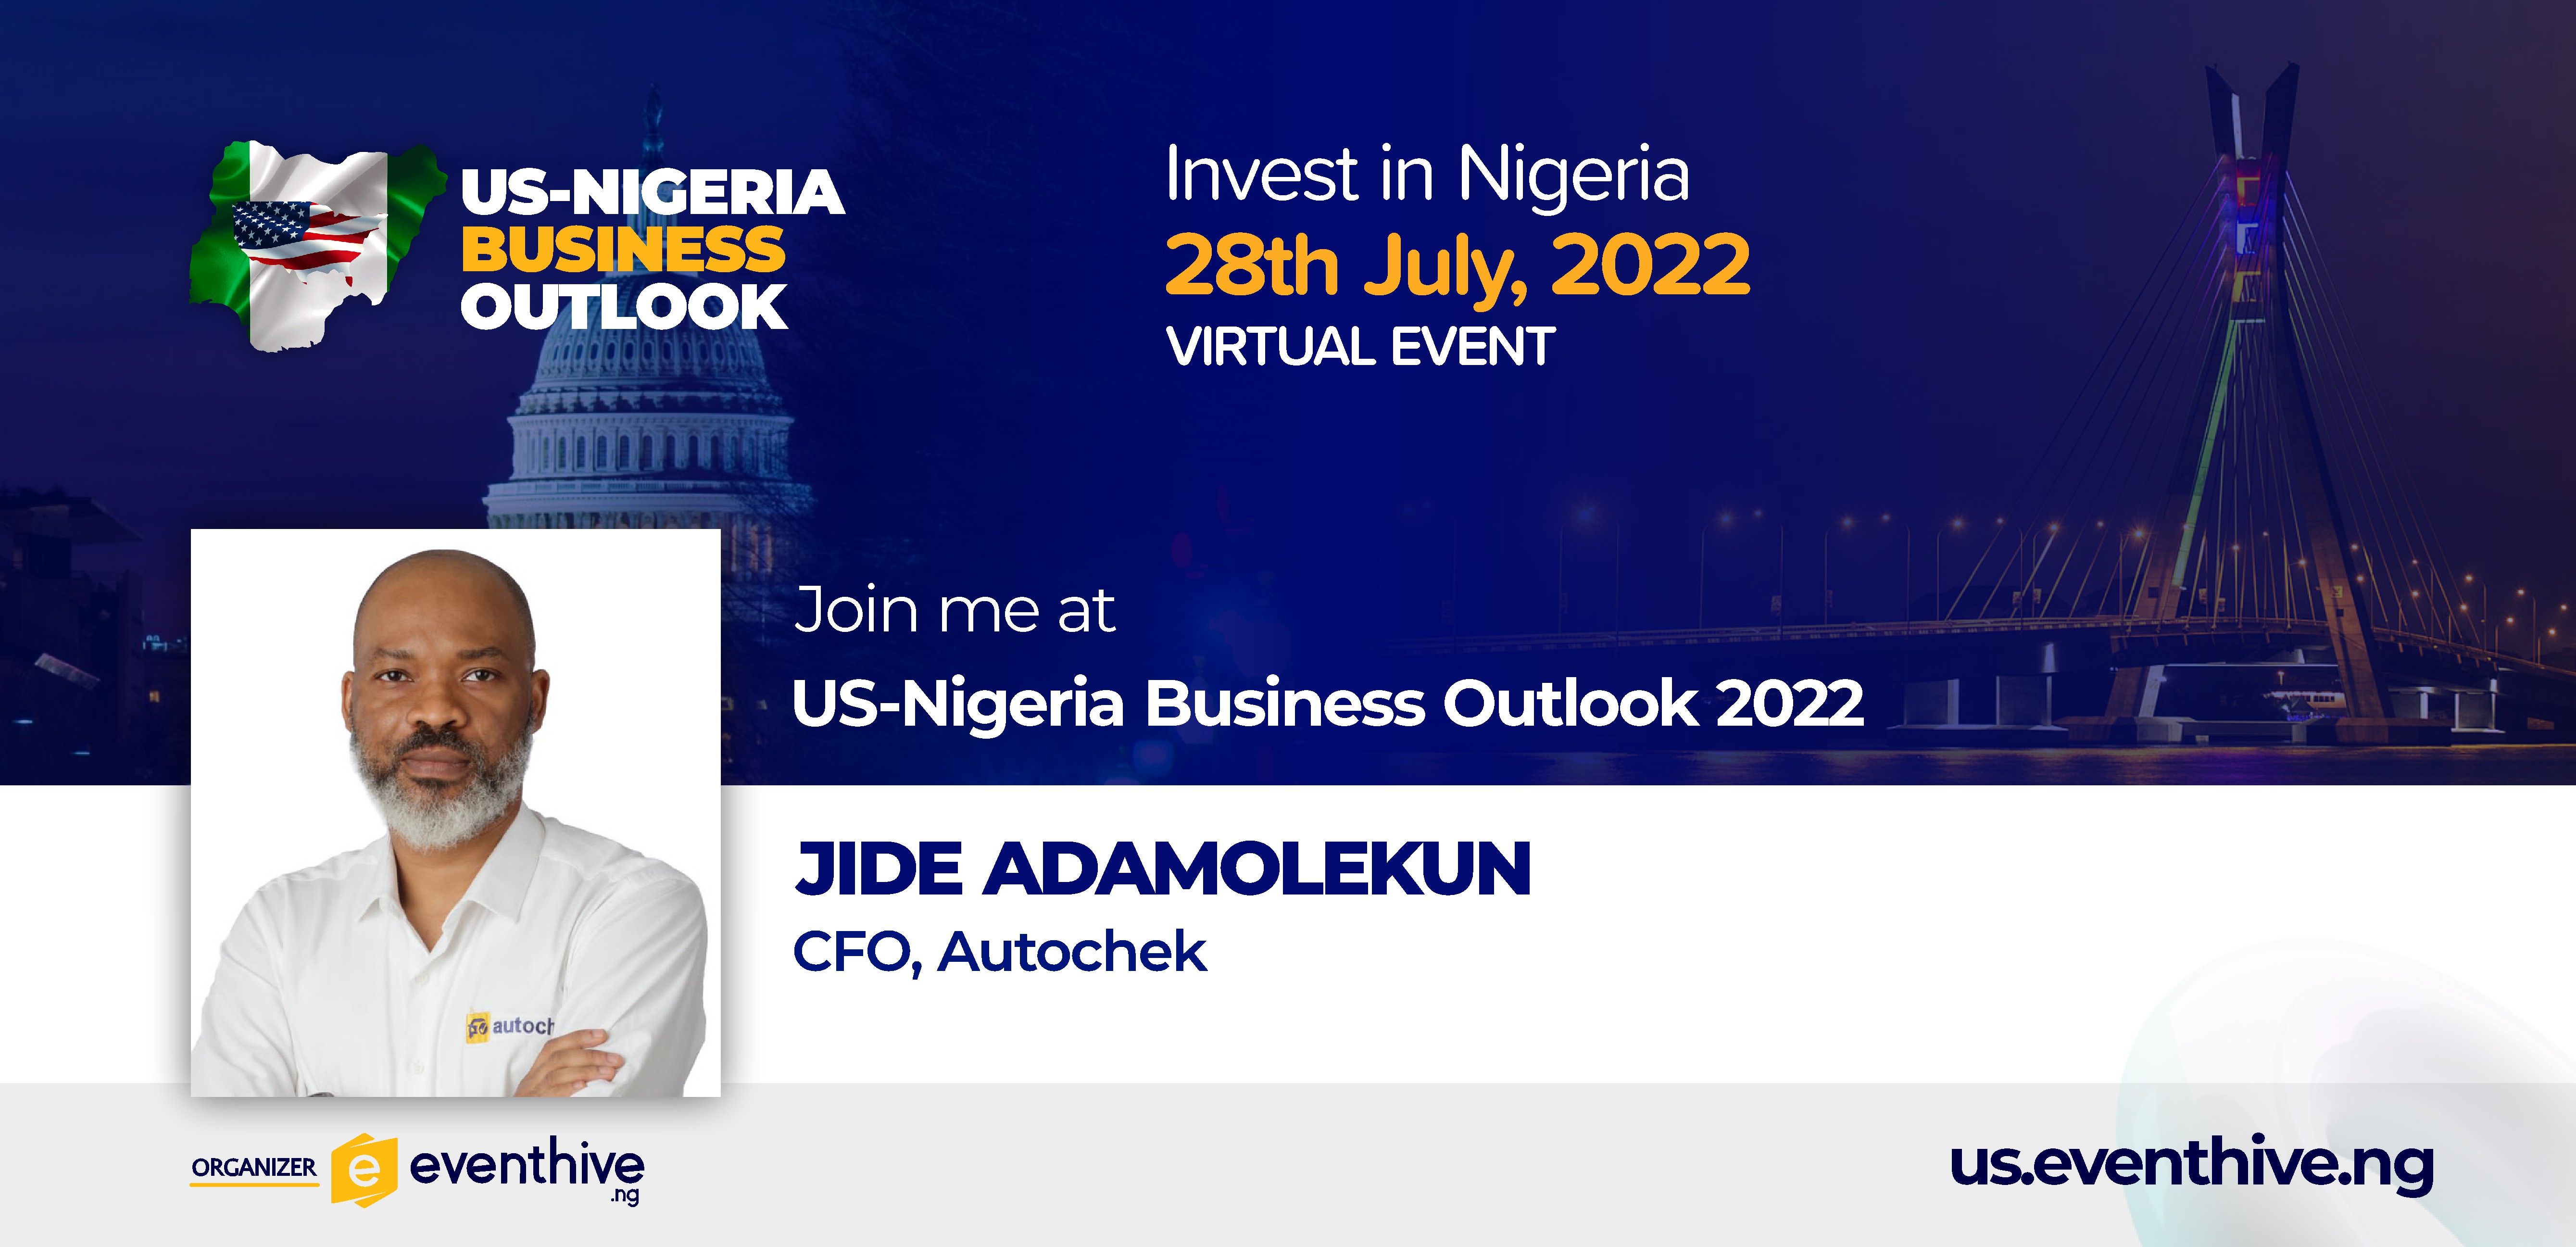 US-NIGERIA
BUSINESS
OUTLOOK
Invest in Nigeria
28th July, 2022
VIRTUAL EVENT
Join me at
US-Nigeria Business Outlook 2022
JIDE ADAMOLEKUN
CFO, Autochek
autoch
ORGANIZER
e eventhive
.ng
us.eventhive.ng